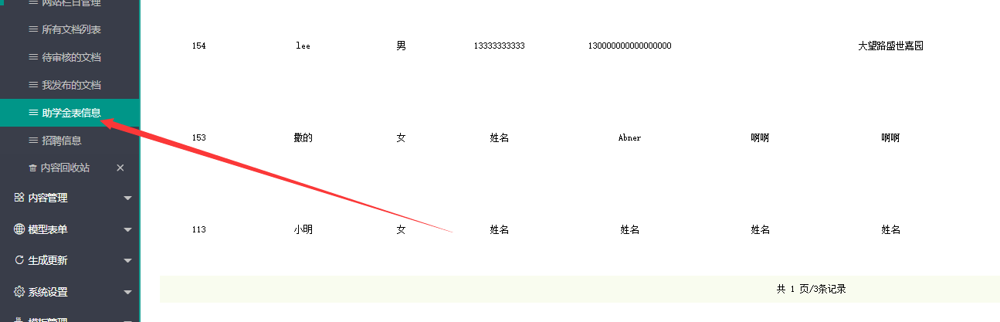 网站栏目管理
所有文档列表
待审核的文档
我发布的文档
助学金表信息
招聘信息
内容回收站
内容管理
模型表单
生成更新
系统设置
模板管理
154 lee 男 13333333333 130000000000000000 大望路盛世嘉园
153 撒的 女 姓名 Abner 啊啊 啊啊
113 小明 女 姓名 姓名 姓名 姓名
共 1 页/3条记录